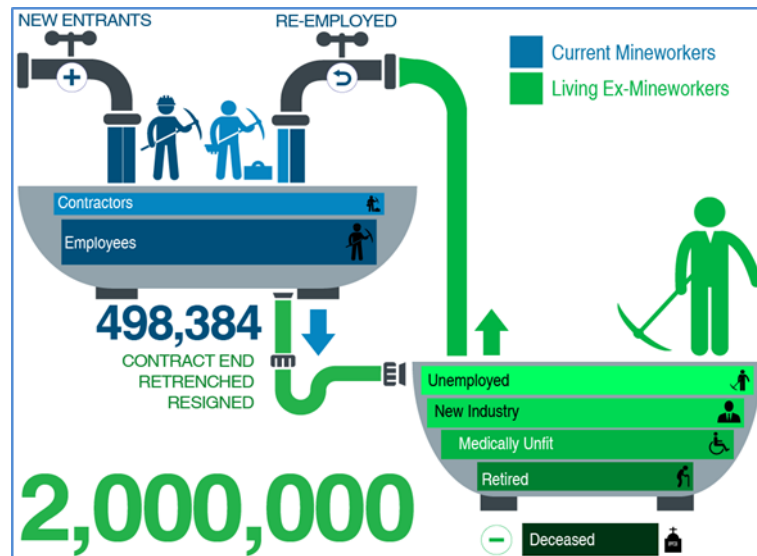 NEW ENTRANTS
RE-EMPLOYED
Current Mineworkers
Living Ex-Mineworkers
Contractors
Employees
498,384
CONTRACT END
RETRENCHED
RESIGNED
Unemployed
New Industry
Medically Unfit
Retired
2,000,000
Deceased